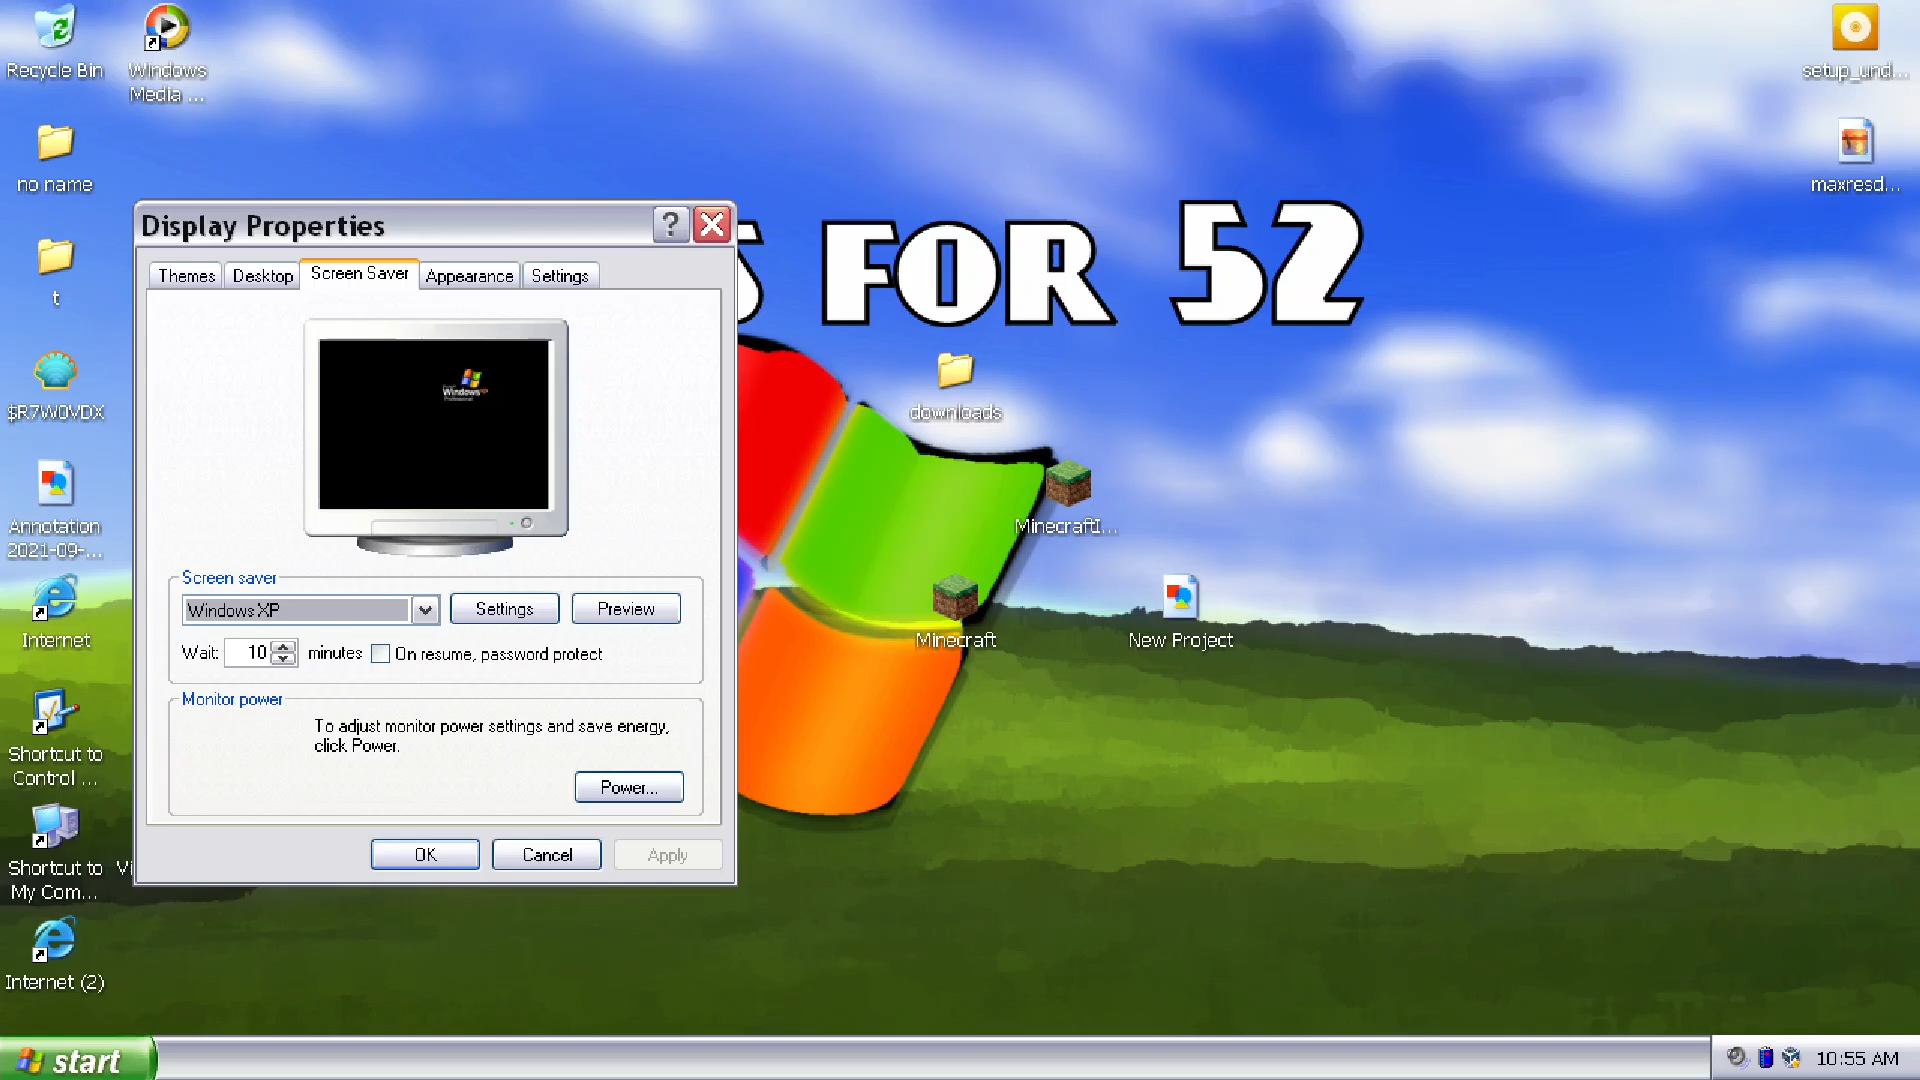 Recycle Bin
Windows
Media ...
no name
t
$R7W0VDX
Annotation
2021-09-...
Internet
Shortcut to
Control ...
Shortcut to
My Com...
Vi
Internet (2)
Display Properties
?
Themes
Desktop
Screen Saver
Appearance
Settings
Windows
Screen saver
Windows XP
Settings
Preview
Wait:
10
minutes
On resume, password protect
Monitor power
To adjust monitor power settings and save energy,
click Power.
Power...
OK
Cancel
Apply
FOR 52
downloads
MinecraftI...
Minecraft
New Project
setup_und...
maxresd...
start
10:55 AM